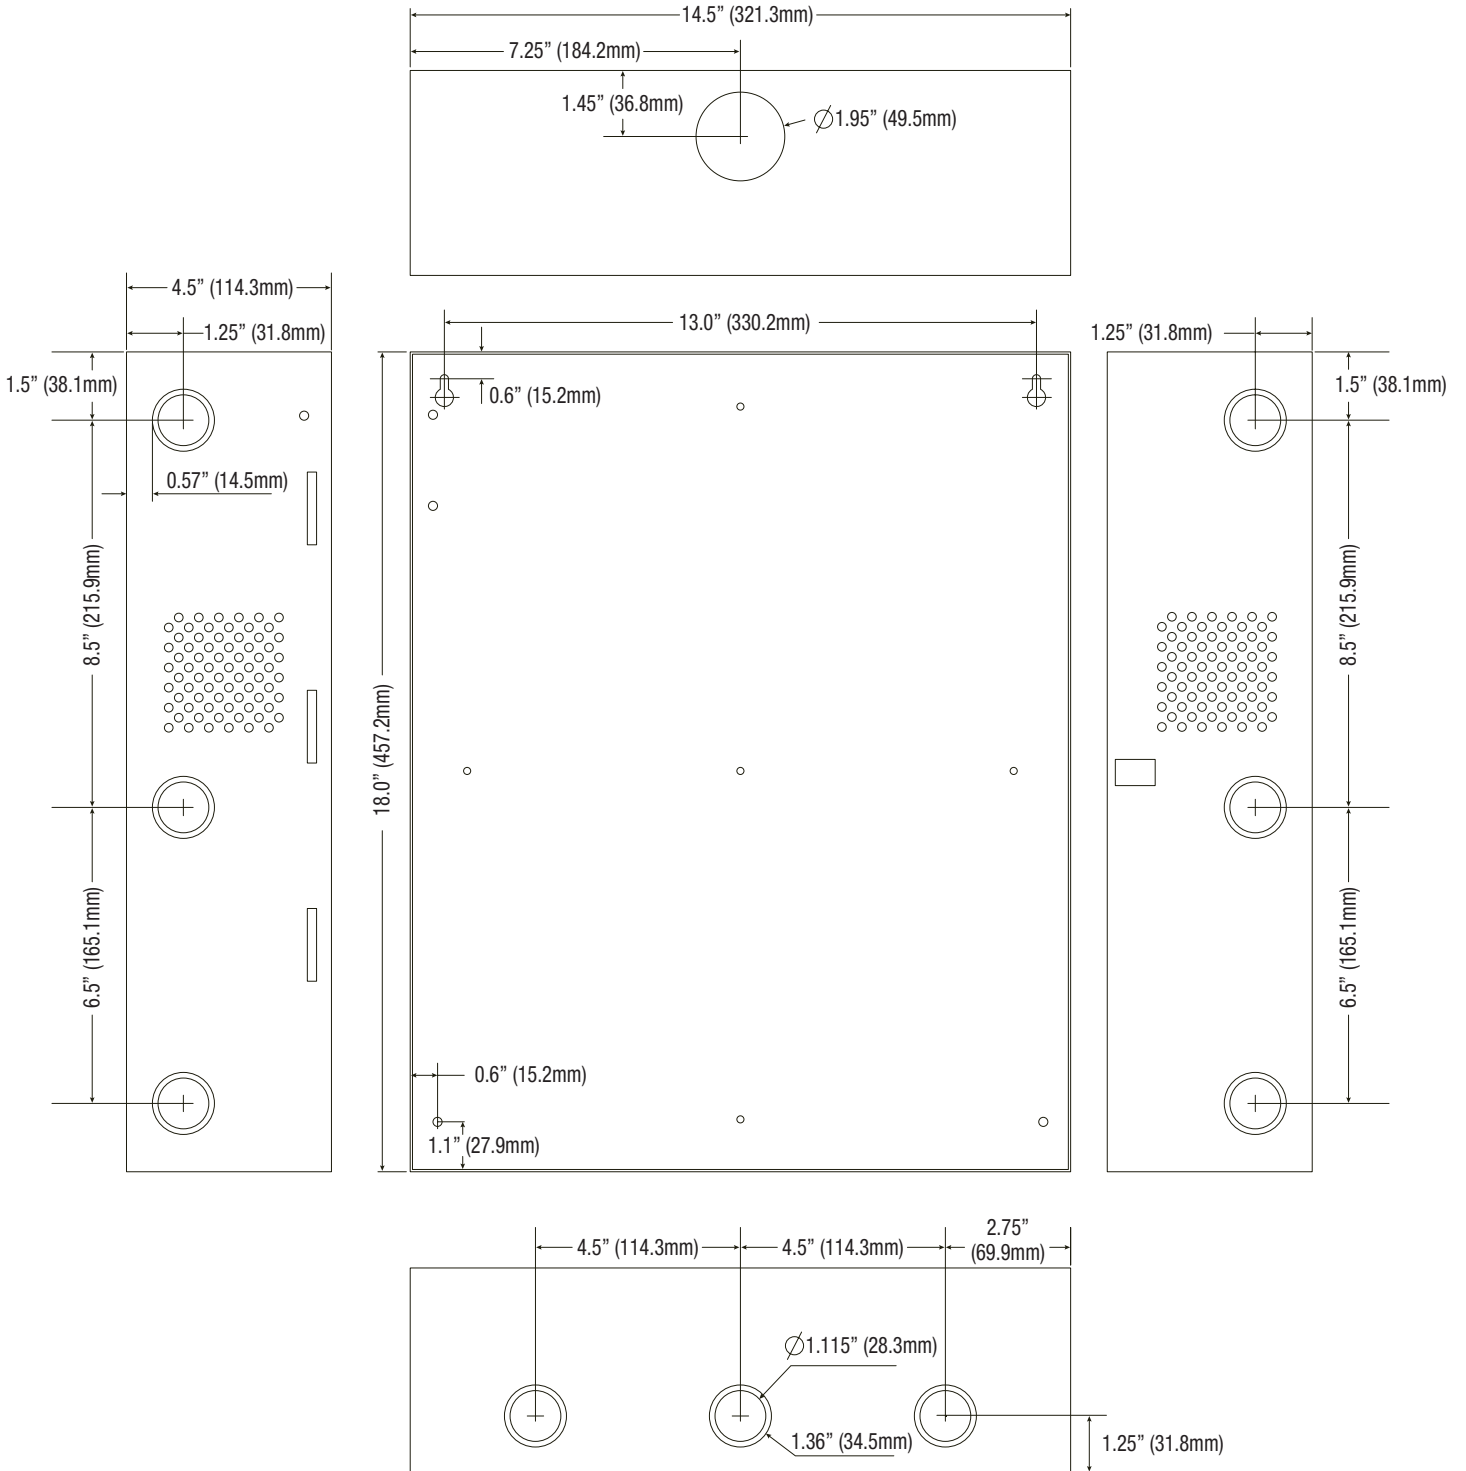 14.5” (321.3mm)
7.25” (184.2mm)
1.45” (36.8mm)
∅1.95” (49.5mm)
4.5” (114.3mm)
1.25” (31.8mm)
13.0” (330.2mm)
1.25” (31.8mm)
1.5” (38.1mm)
0.6” (15.2mm)
1.5” (38.1mm)
0.57” (14.5mm)
8.5” (215.9mm)
18.0” (457.2mm)
8.5” (215.9mm)
6.5” (165.1mm)
6.5” (165.1mm)
0.6” (15.2mm)
1.1” (27.9mm)
4.5” (114.3mm)
4.5” (114.3mm)
2.75”
(69.9mm)
∅1.115” (28.3mm)
1.36” (34.5mm)
1.25” (31.8mm)